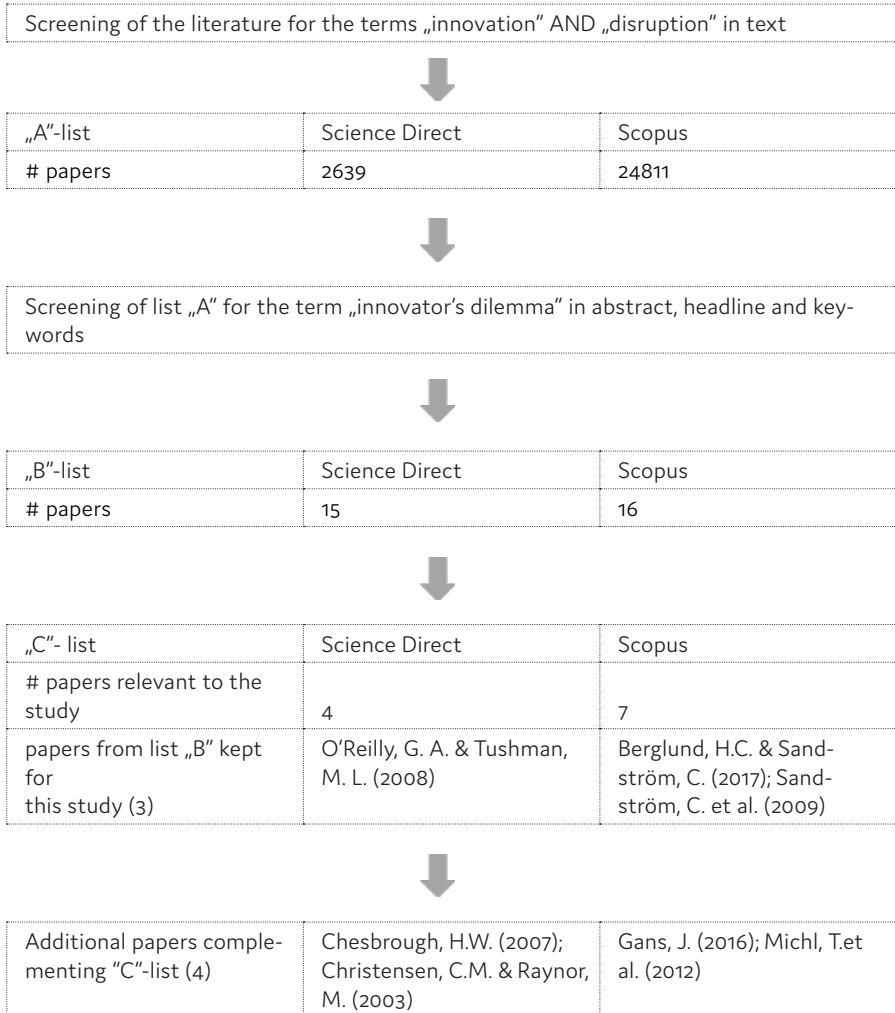 Screening of the literature for the terms „innovation” AND „disruption” in text
„A”-list Science Direct Scopus
# papers 2639 24811
Screening of list „A” for the term „innovator’s dilemma” in abstract, headline and key-
words
„B”-list Science Direct Scopus
# papers 15 16
„C”- list Science Direct Scopus
# papers relevant to the
study 4 7
papers from list „B” kept
for
this study (3)
O’Reilly, G. A. & Tushman,
M. L. (2008)
Berglund, H.C. & Sand-
ström, C. (2017); Sand-
ström, C. et al. (2009)
Additional papers comple-
menting “C”-list (4)
Chesbrough, H.W. (2007);
Christensen, C.M. & Raynor,
M. (2003)
Gans, J. (2016); Michl, T.et
al. (2012)